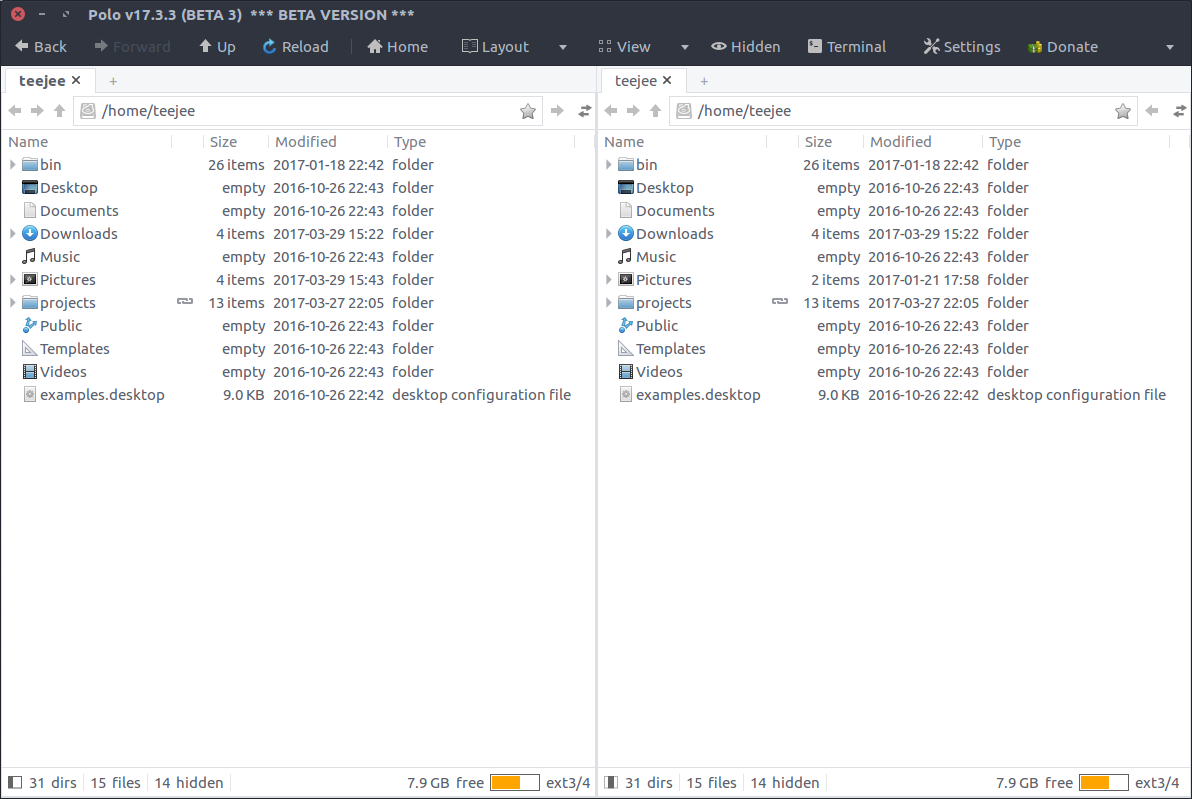 Polo v17.3.3 (BETA 3) *** BETA VERSION ***
Back Forward Up Reload Home Layout View Hidden Terminal Settings Donate
teejee + teejee +
/home/teejee /home/teejee
Name Size Modified Type Name Size Modified Type
bin 26 items 2017-01-18 22:42 folder bin 26 items 2017-01-18 22:42 folder
Desktop empty 2016-10-26 22:43 folder Desktop empty 2016-10-26 22:43 folder
Documents empty 2016-10-26 22:43 folder Documents empty 2016-10-26 22:43 folder
Downloads 4 items 2017-03-29 15:22 folder Downloads 4 items 2017-03-29 15:22 folder
Music empty 2016-10-26 22:43 folder Music empty 2016-10-26 22:43 folder
Pictures 4 items 2017-03-29 15:43 folder Pictures 2 items 2017-01-21 17:58 folder
projects 13 items 2017-03-27 22:05 folder projects 13 items 2017-03-27 22:05 folder
Public empty 2016-10-26 22:43 folder Public empty 2016-10-26 22:43 folder
Templates empty 2016-10-26 22:43 folder Templates empty 2016-10-26 22:43 folder
Videos empty 2016-10-26 22:43 folder Videos empty 2016-10-26 22:43 folder
examples.desktop 9.0 KB 2016-10-26 22:42 desktop configuration file examples.desktop 9.0 KB 2016-10-26 22:42 desktop configuration file
31 dirs 15 files 14 hidden 7.9 GB free ext3/4 31 dirs 15 files 14 hidden 7.9 GB free ext3/4